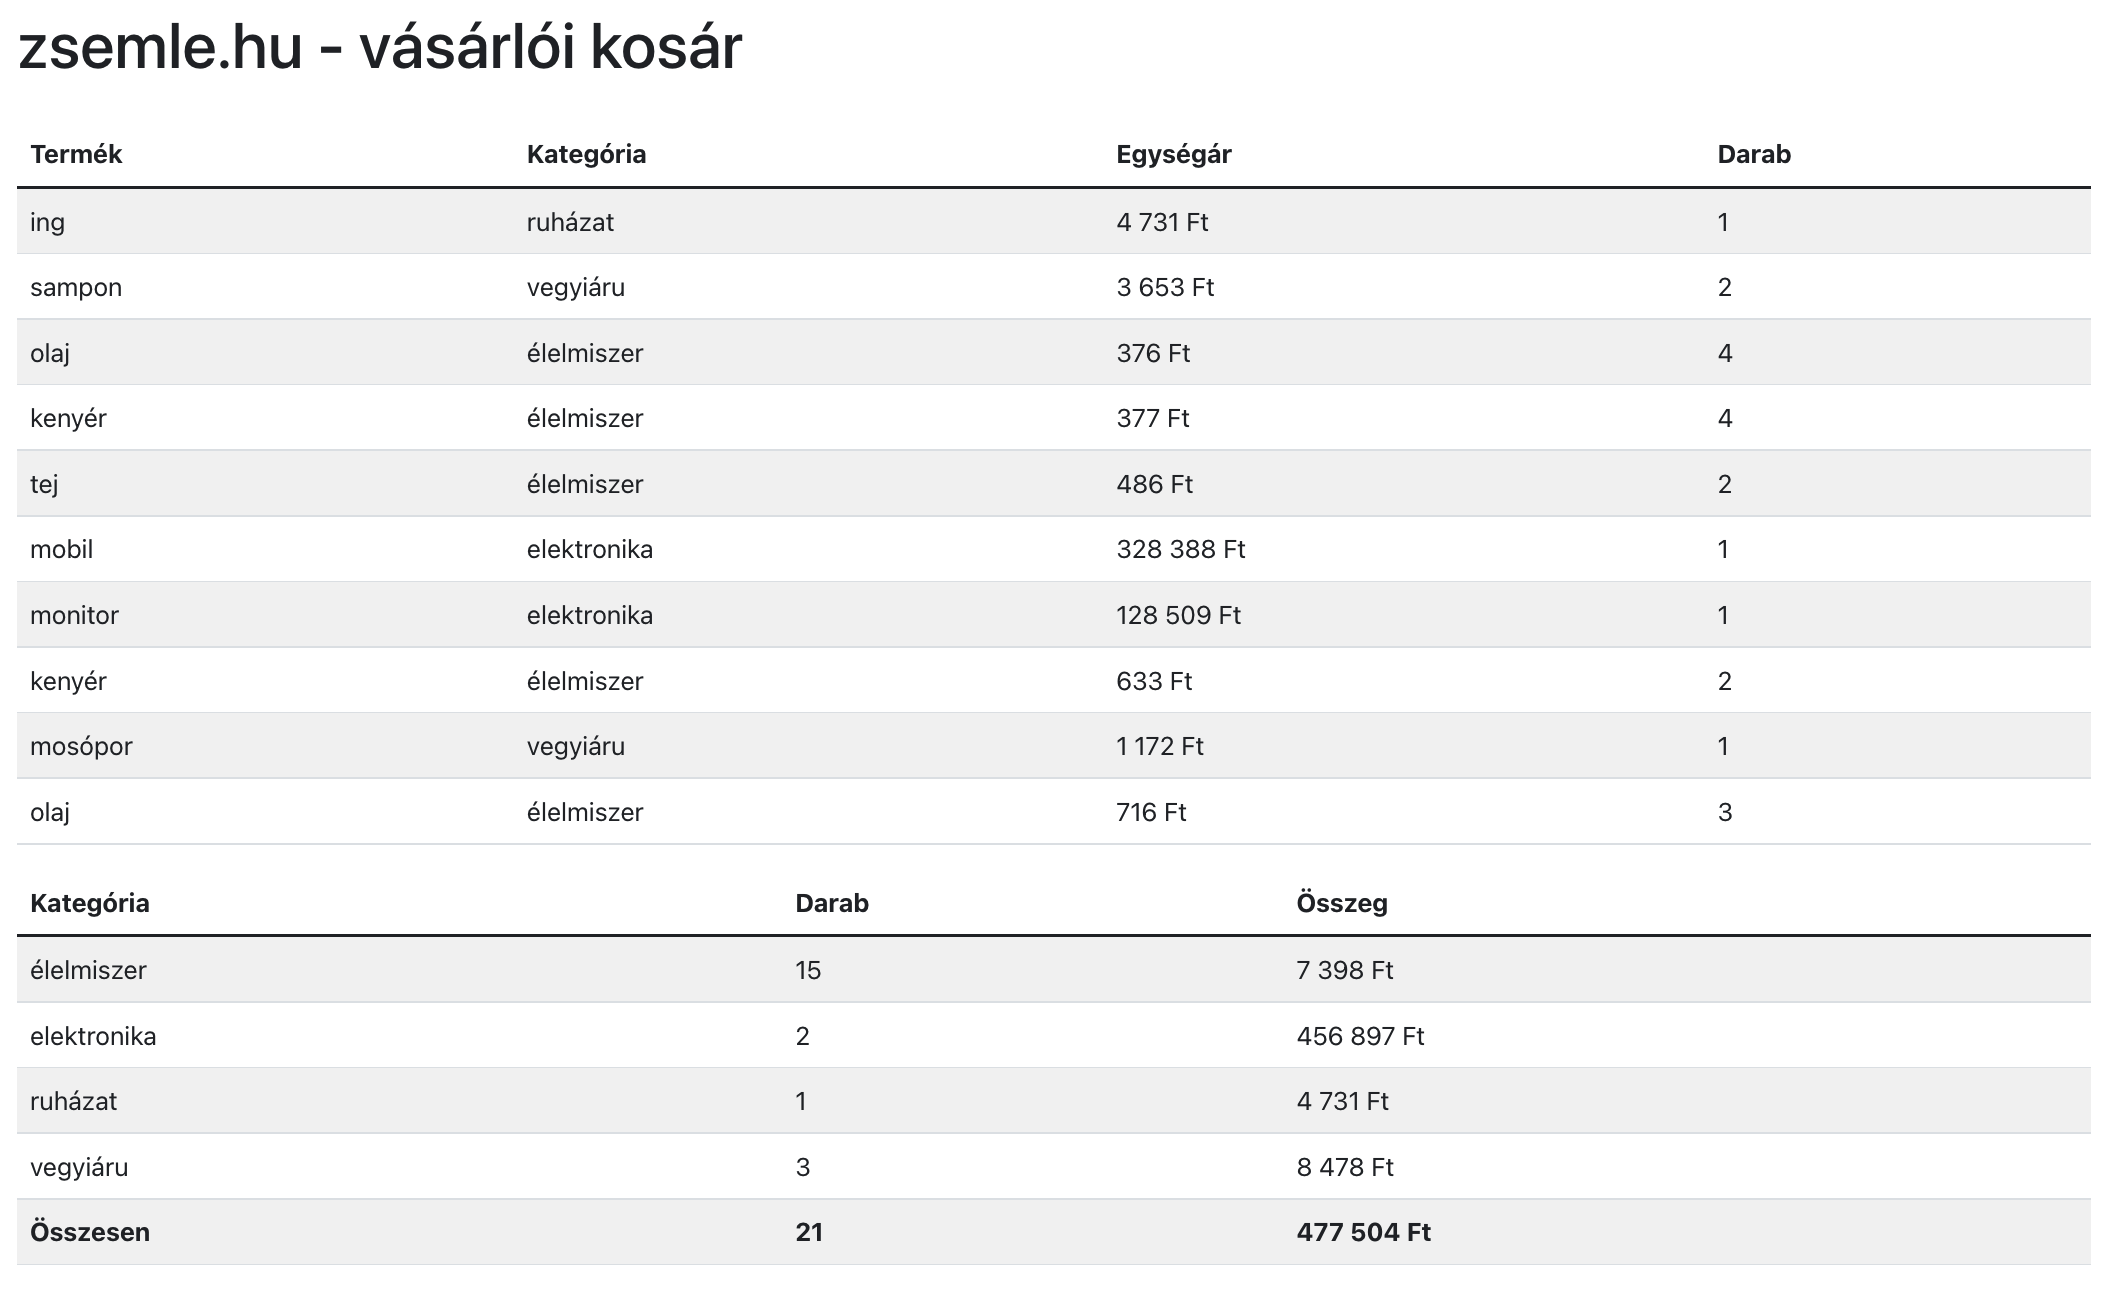 zsemle.hu - vásárlói kosár
Termék Kategória Egységár Darab
ing ruházat 4 731 Ft 1
sampon vegyiáru 3 653 Ft 2
olaj élelmiszer 376 Ft 4
kenyér élelmiszer 377 Ft 4
tej élelmiszer 486 Ft 2
mobil elektronika 328 388 Ft 1
monitor elektronika 128 509 Ft 1
kenyér élelmiszer 633 Ft 2
mosópor vegyiáru 1 172 Ft 1
olaj élelmiszer 716 Ft 3
Kategória Darab Összeg
élelmiszer 15 7 398 Ft
elektronika 2 456 897 Ft
ruházat 1 4 731 Ft
vegyiáru 3 8 478 Ft
Összesen 21 477 504 Ft